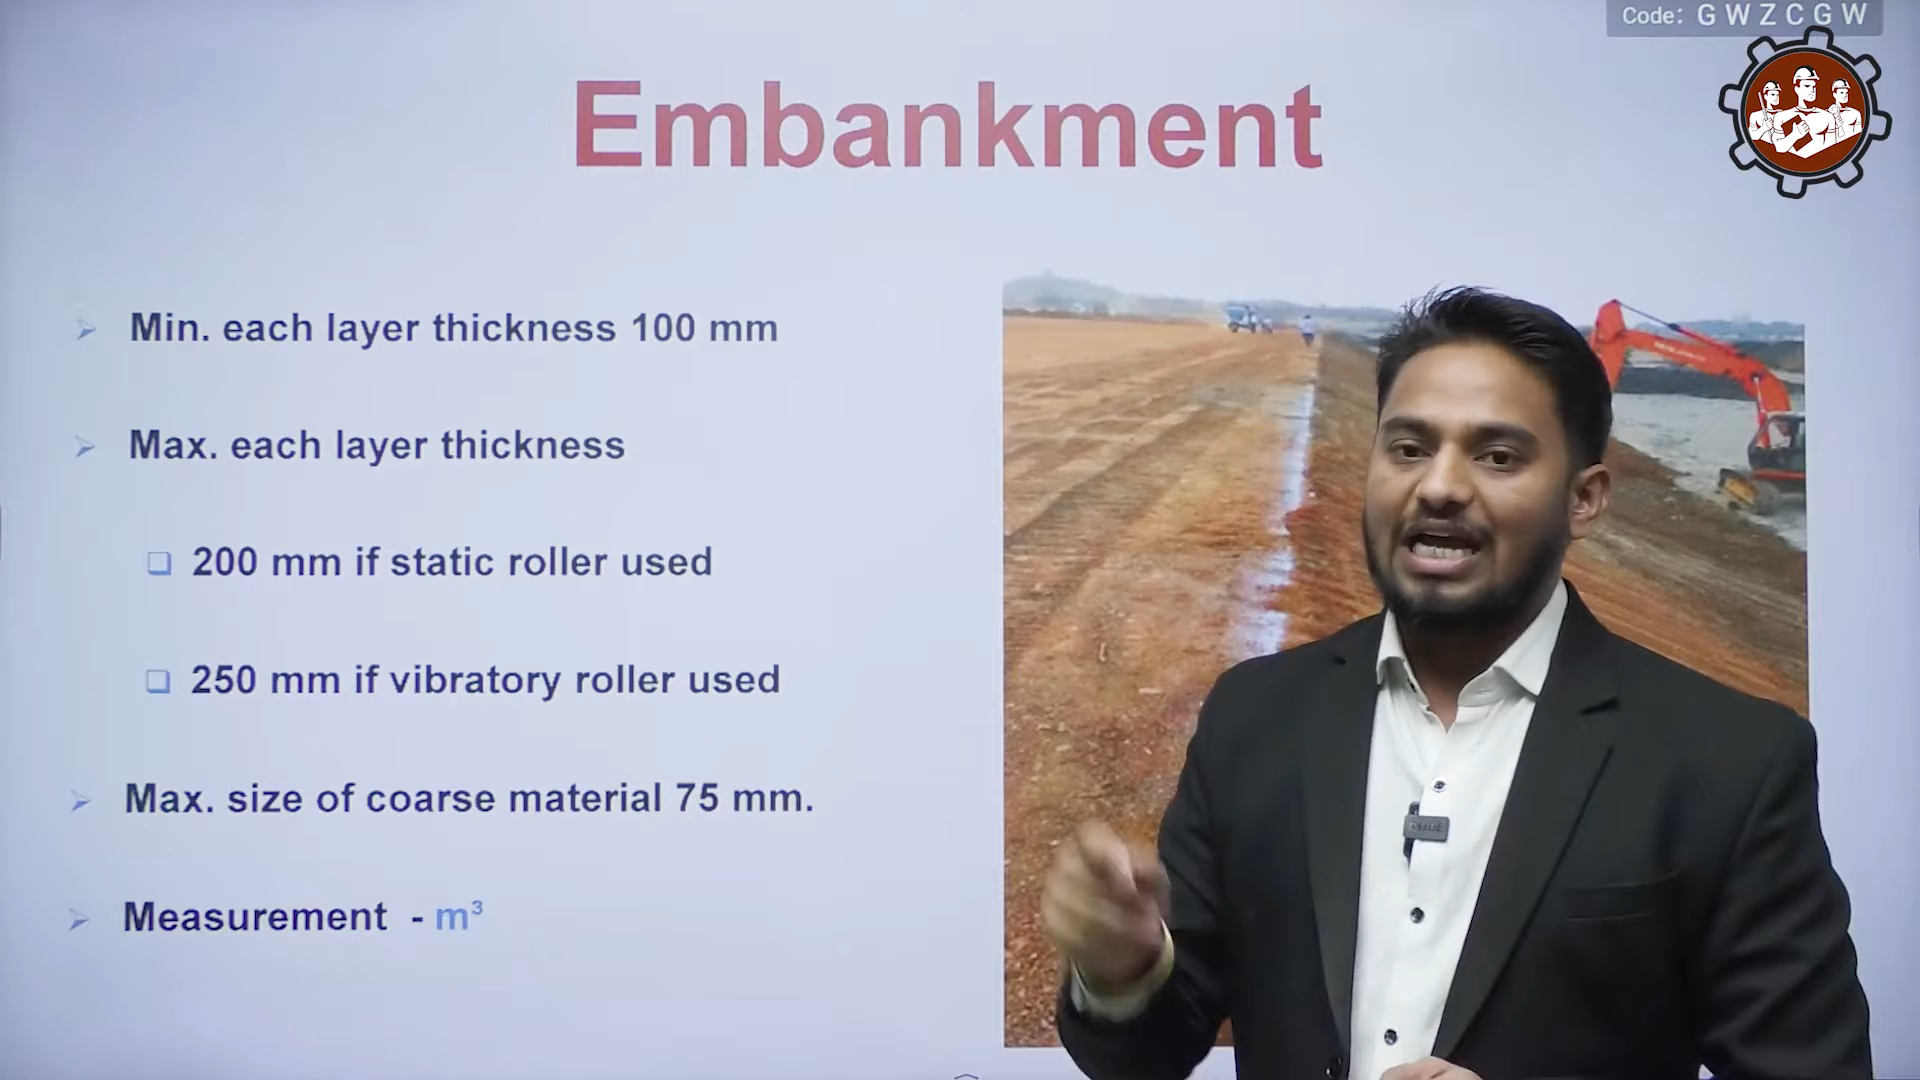 Code: G W Z C G W
Embankment
Min. each layer thickness 100 mm
Max. each layer thickness
200 mm if static roller used
250 mm if vibratory roller used
Max. size of coarse material 75 mm.
Measurement - m³
RODE